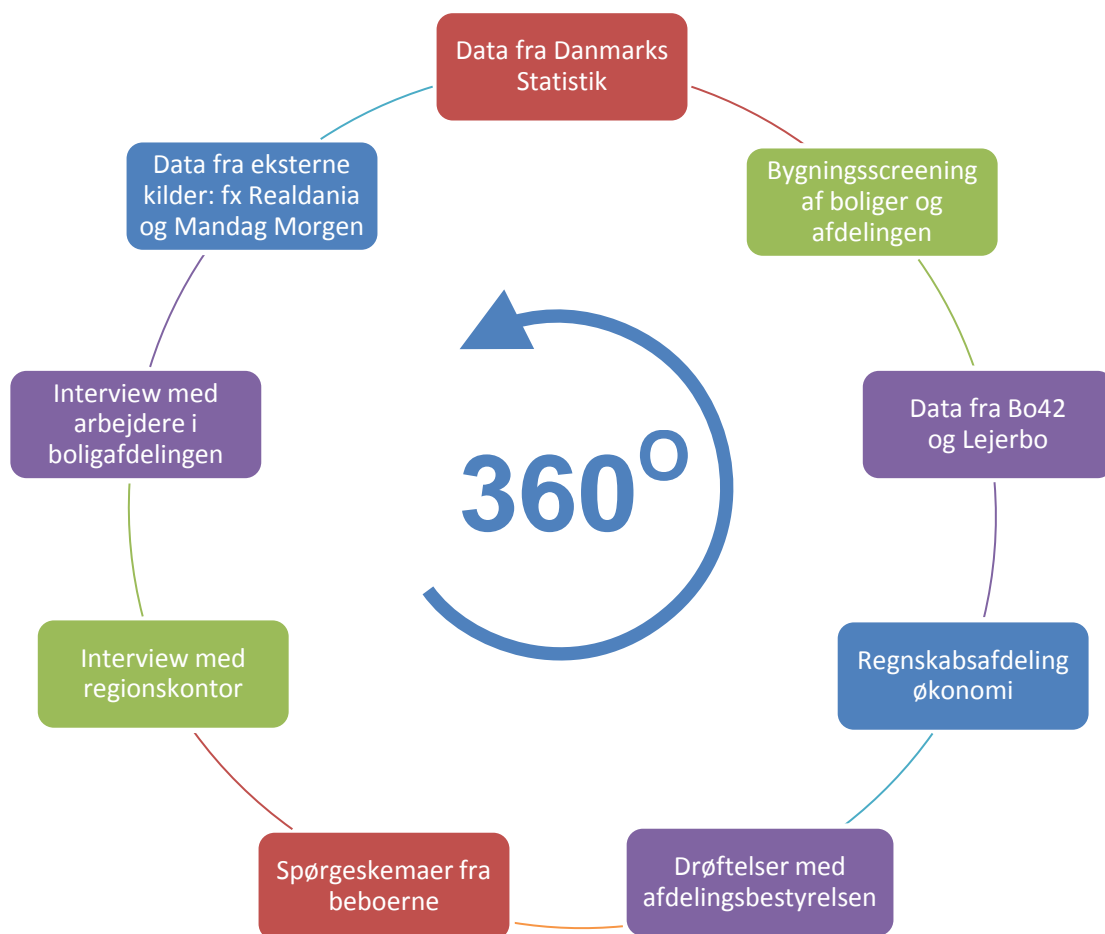 Data fra Danmarks
Statistik
Bygningsscreening
af boliger og
afdelingen
Data fra Bo42
og Lejerbo
Regnskabsafdeling
økonomi
Drøftelser med
afdelingsbestyrelsen
Spørgeskemaer fra
beboerne
Interview med
regionskontor
Interview med
arbejdere i
boligafdelingen
Data fra eksterne
kilder: fx Realdania
og Mandag Morgen
360O